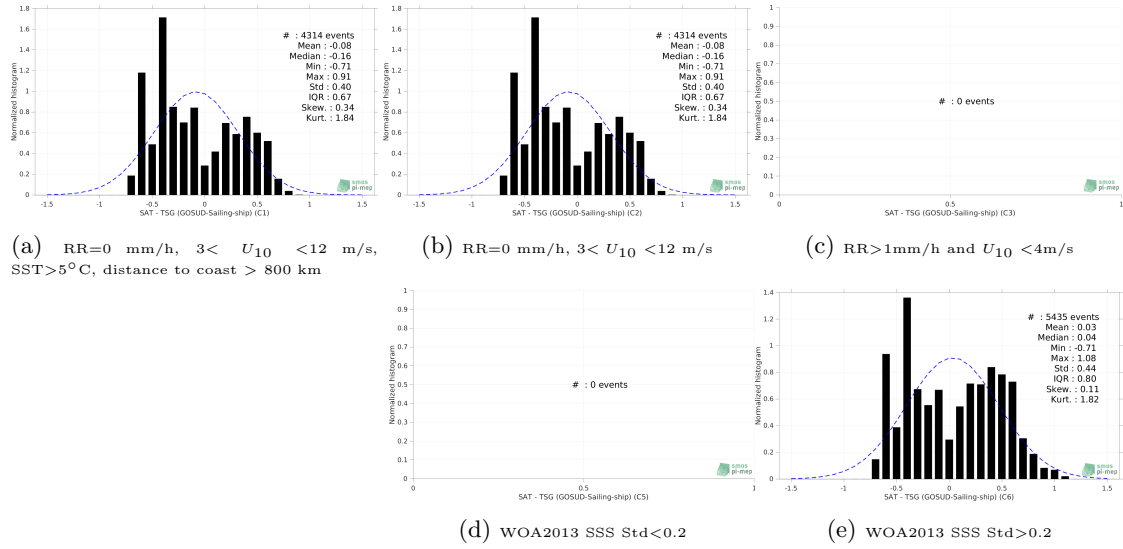 1.8
1.6
1.4
1.2
1
0.8
0.6
0.4
0.2
0
Normalized histogram
-1.5 -1 -0.5 0 0.5 1 1.5
SAT - TSG (GOSUD-Sailing-ship) (C1)
# : 4314 events
Mean : -0.08
Median : -0.16
Min : -0.71
Max : 0.91
Std : 0.40
IQR : 0.67
Skew. : 0.34
Kurt. : 1.84
smos
pi-mep
(a) RR=0 mm/h, 3< U10 <12 m/s,
SST>5°C, distance to coast > 800 km
1.8
1.6
1.4
1.2
1
0.8
0.6
0.4
0.2
0
Normalized histogram
-1.5 -1 -0.5 0 0.5 1 1.5
SAT - TSG (GOSUD-Sailing-ship) (C2)
# : 4314 events
Mean : -0.08
Median : -0.16
Min : -0.71
Max : 0.91
Std : 0.40
IQR : 0.67
Skew. : 0.34
Kurt. : 1.84
smos
pi-mep
(b) RR=0 mm/h, 3< U10 <12 m/s
1
0.9
0.8
0.7
0.6
0.5
0.4
0.3
0.2
0.1
0
Normalized histogram
# : 0 events
0.5 1
SAT - TSG (GOSUD-Sailing-ship) (C3)
smos
pi-mep
(c) RR>1mm/h and U10 <4m/s
1
0.9
0.8
0.7
0.6
0.5
0.4
0.3
0.2
0.1
0
Normalized histogram
# : 0 events
0 0.5 1
SAT - TSG (GOSUD-Sailing-ship) (C5)
smos
pi-mep
(d) WOA2013 SSS Std<0.2
1.4
1.2
1
0.8
0.6
0.4
0.2
0
Normalized histogram
-1.5 -1 -0.5 0 0.5 1 1.5
SAT - TSG (GOSUD-Sailing-ship) (C6)
# : 5435 events
Mean : 0.03
Median : 0.04
Min : -0.71
Max : 1.08
Std : 0.44
IQR : 0.80
Skew. : 0.11
Kurt. : 1.82
smos
pi-mep
(e) WOA2013 SSS Std>0.2